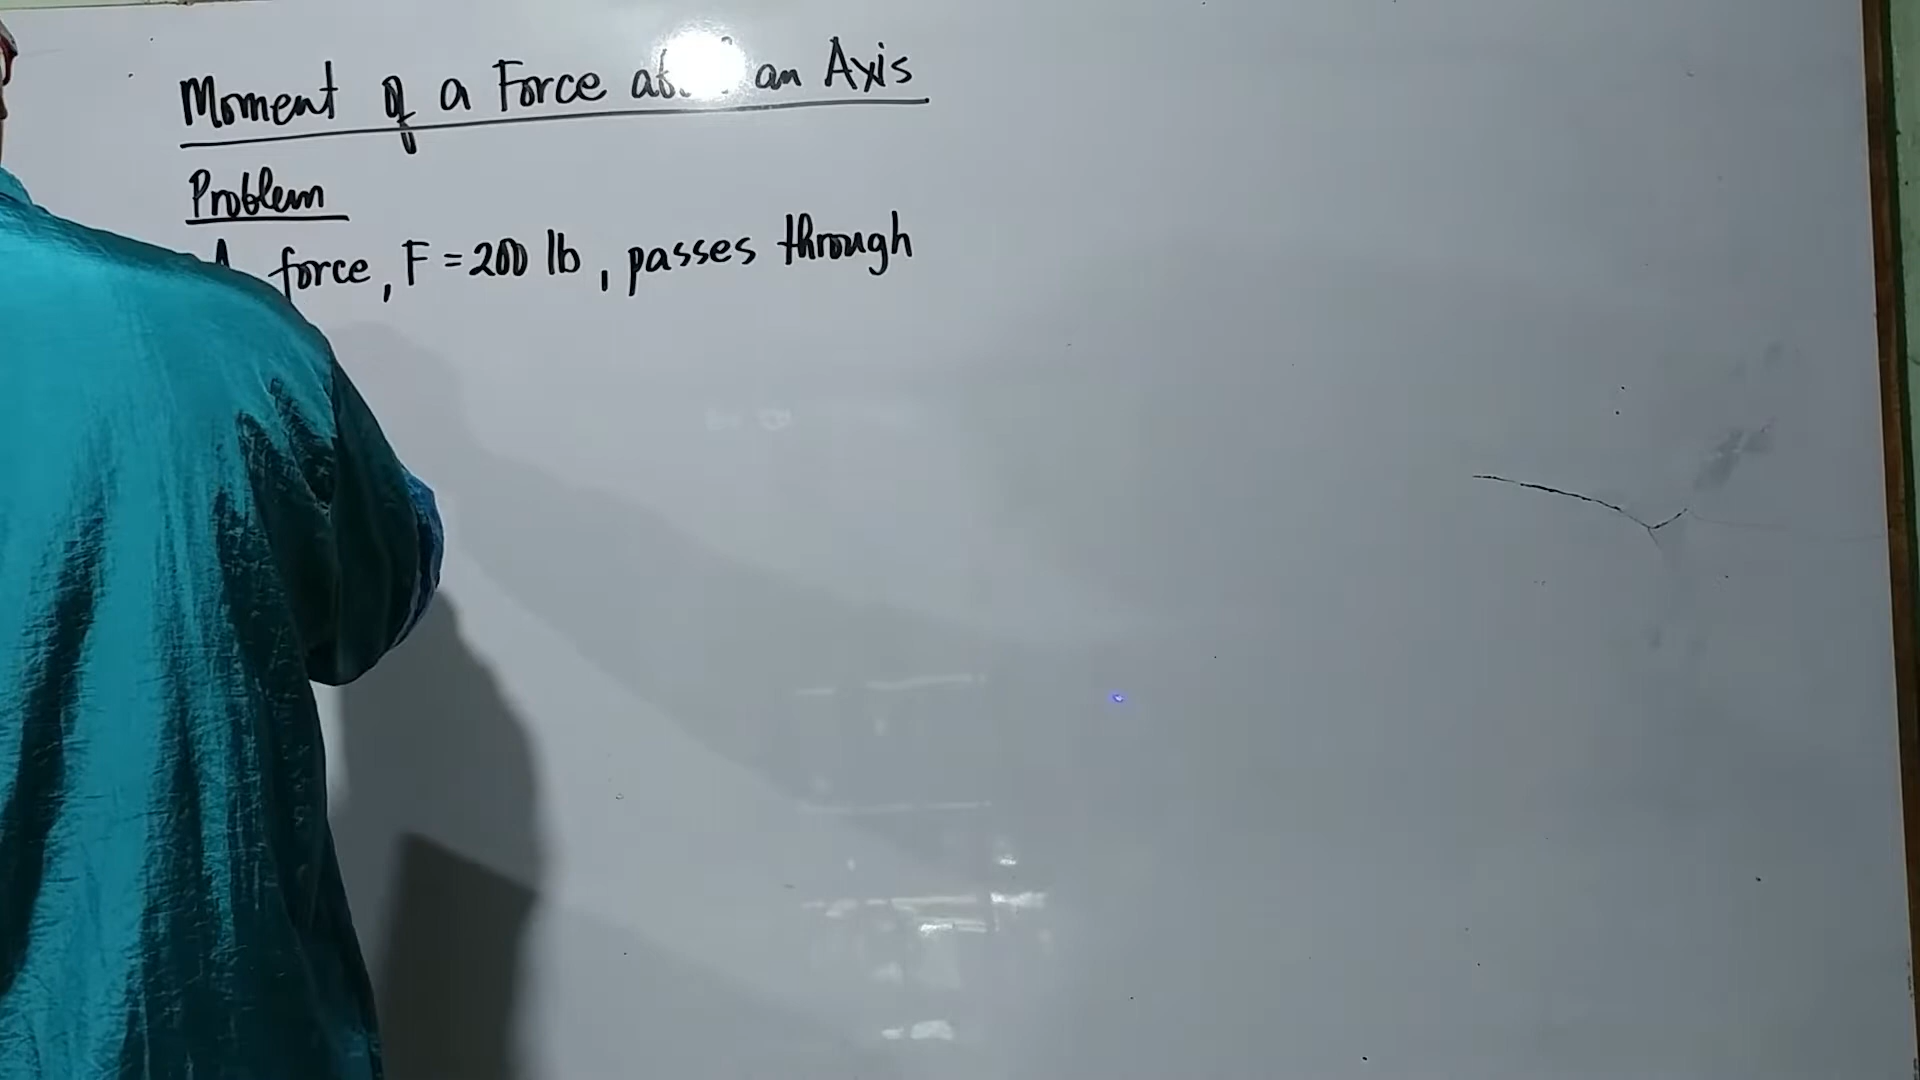 Moment of a Force an Axis
Problem
A force, F = 200 lb, passes through